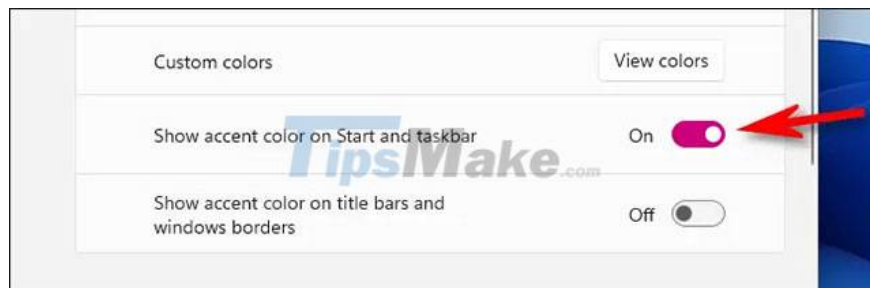 Custom colors
View colors
Show accent color on Start and taskbar
On
TipsMake.com
Show accent color on title bars and
windows borders
Off